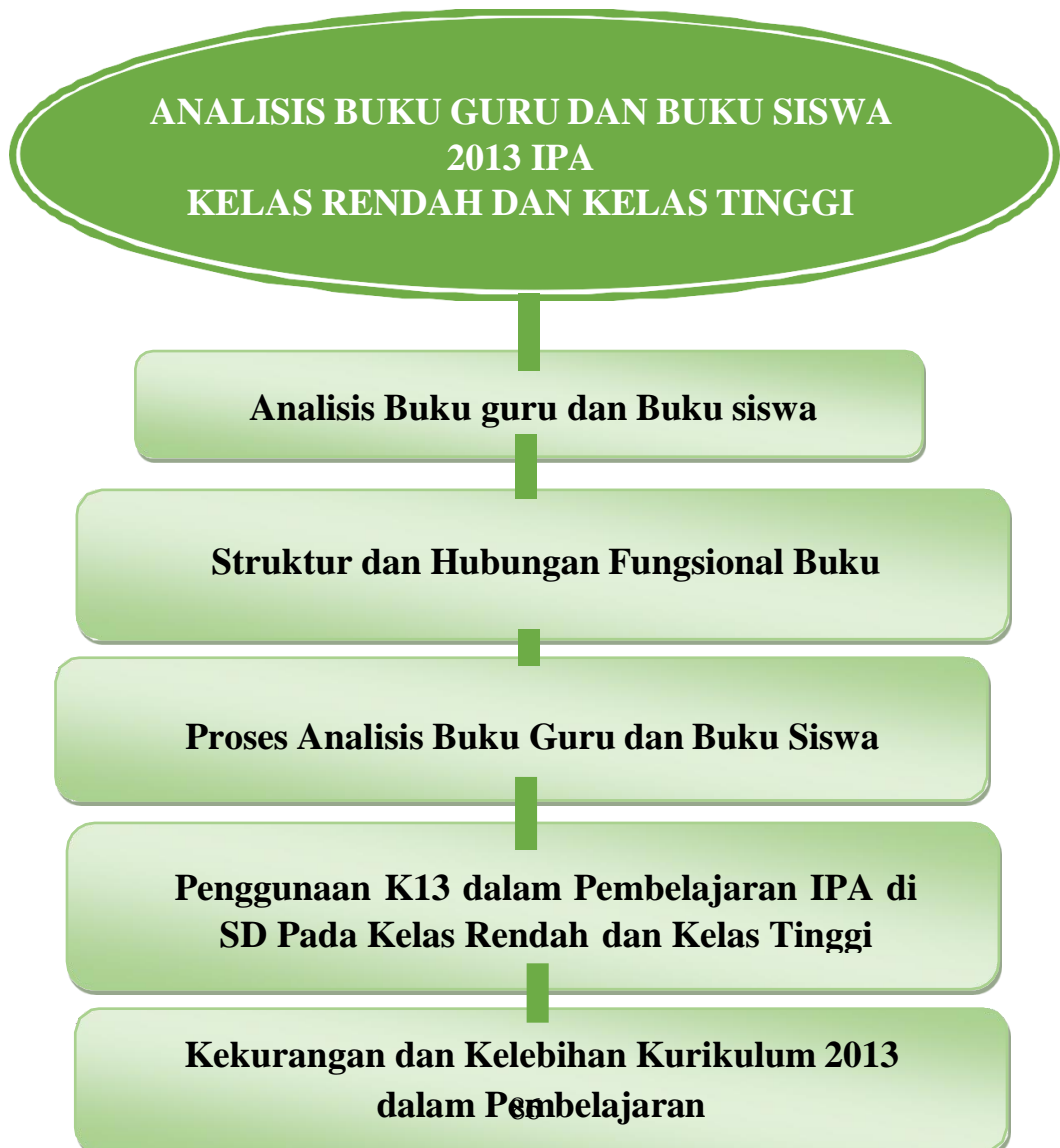 ANALISIS BUKU GURU DAN BUKU SISWA
2013 IPA
KELAS RENDAH DAN KELAS TINGGI
Analisis Buku guru dan Buku siswa
Struktur dan Hubungan Fungsional Buku
Proses Analisis Buku Guru dan Buku Siswa
Penggunaan K13 dalam Pembelajaran IPA di
SD Pada Kelas Rendah dan Kelas Tinggi
Kekurangan dan Kelebihan Kurikulum 2013
dalam Pembelajaran